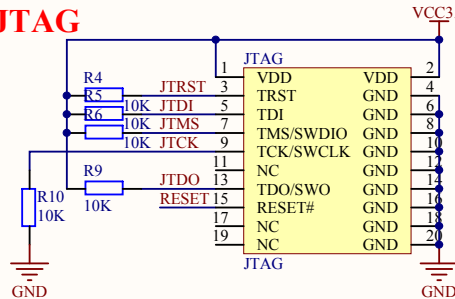 JTAG
VCC3
JTAG
1 VDD VDD 2
R4 JTRST 3 TRST GND 4
R5 10K JTDI 5 TDI GND 6
R6 10K JTMS 7 TMS/SWDIO GND 8
10K JTCK 9 TCK/SWCLK GND 10
11 NC GND 12
R9 JTDO 13 TDO/SWO GND 14
R10 10K RESET 15 RESET# GND 16
10K 17 NC GND 18
19 NC GND 20
JTAG
GND GND